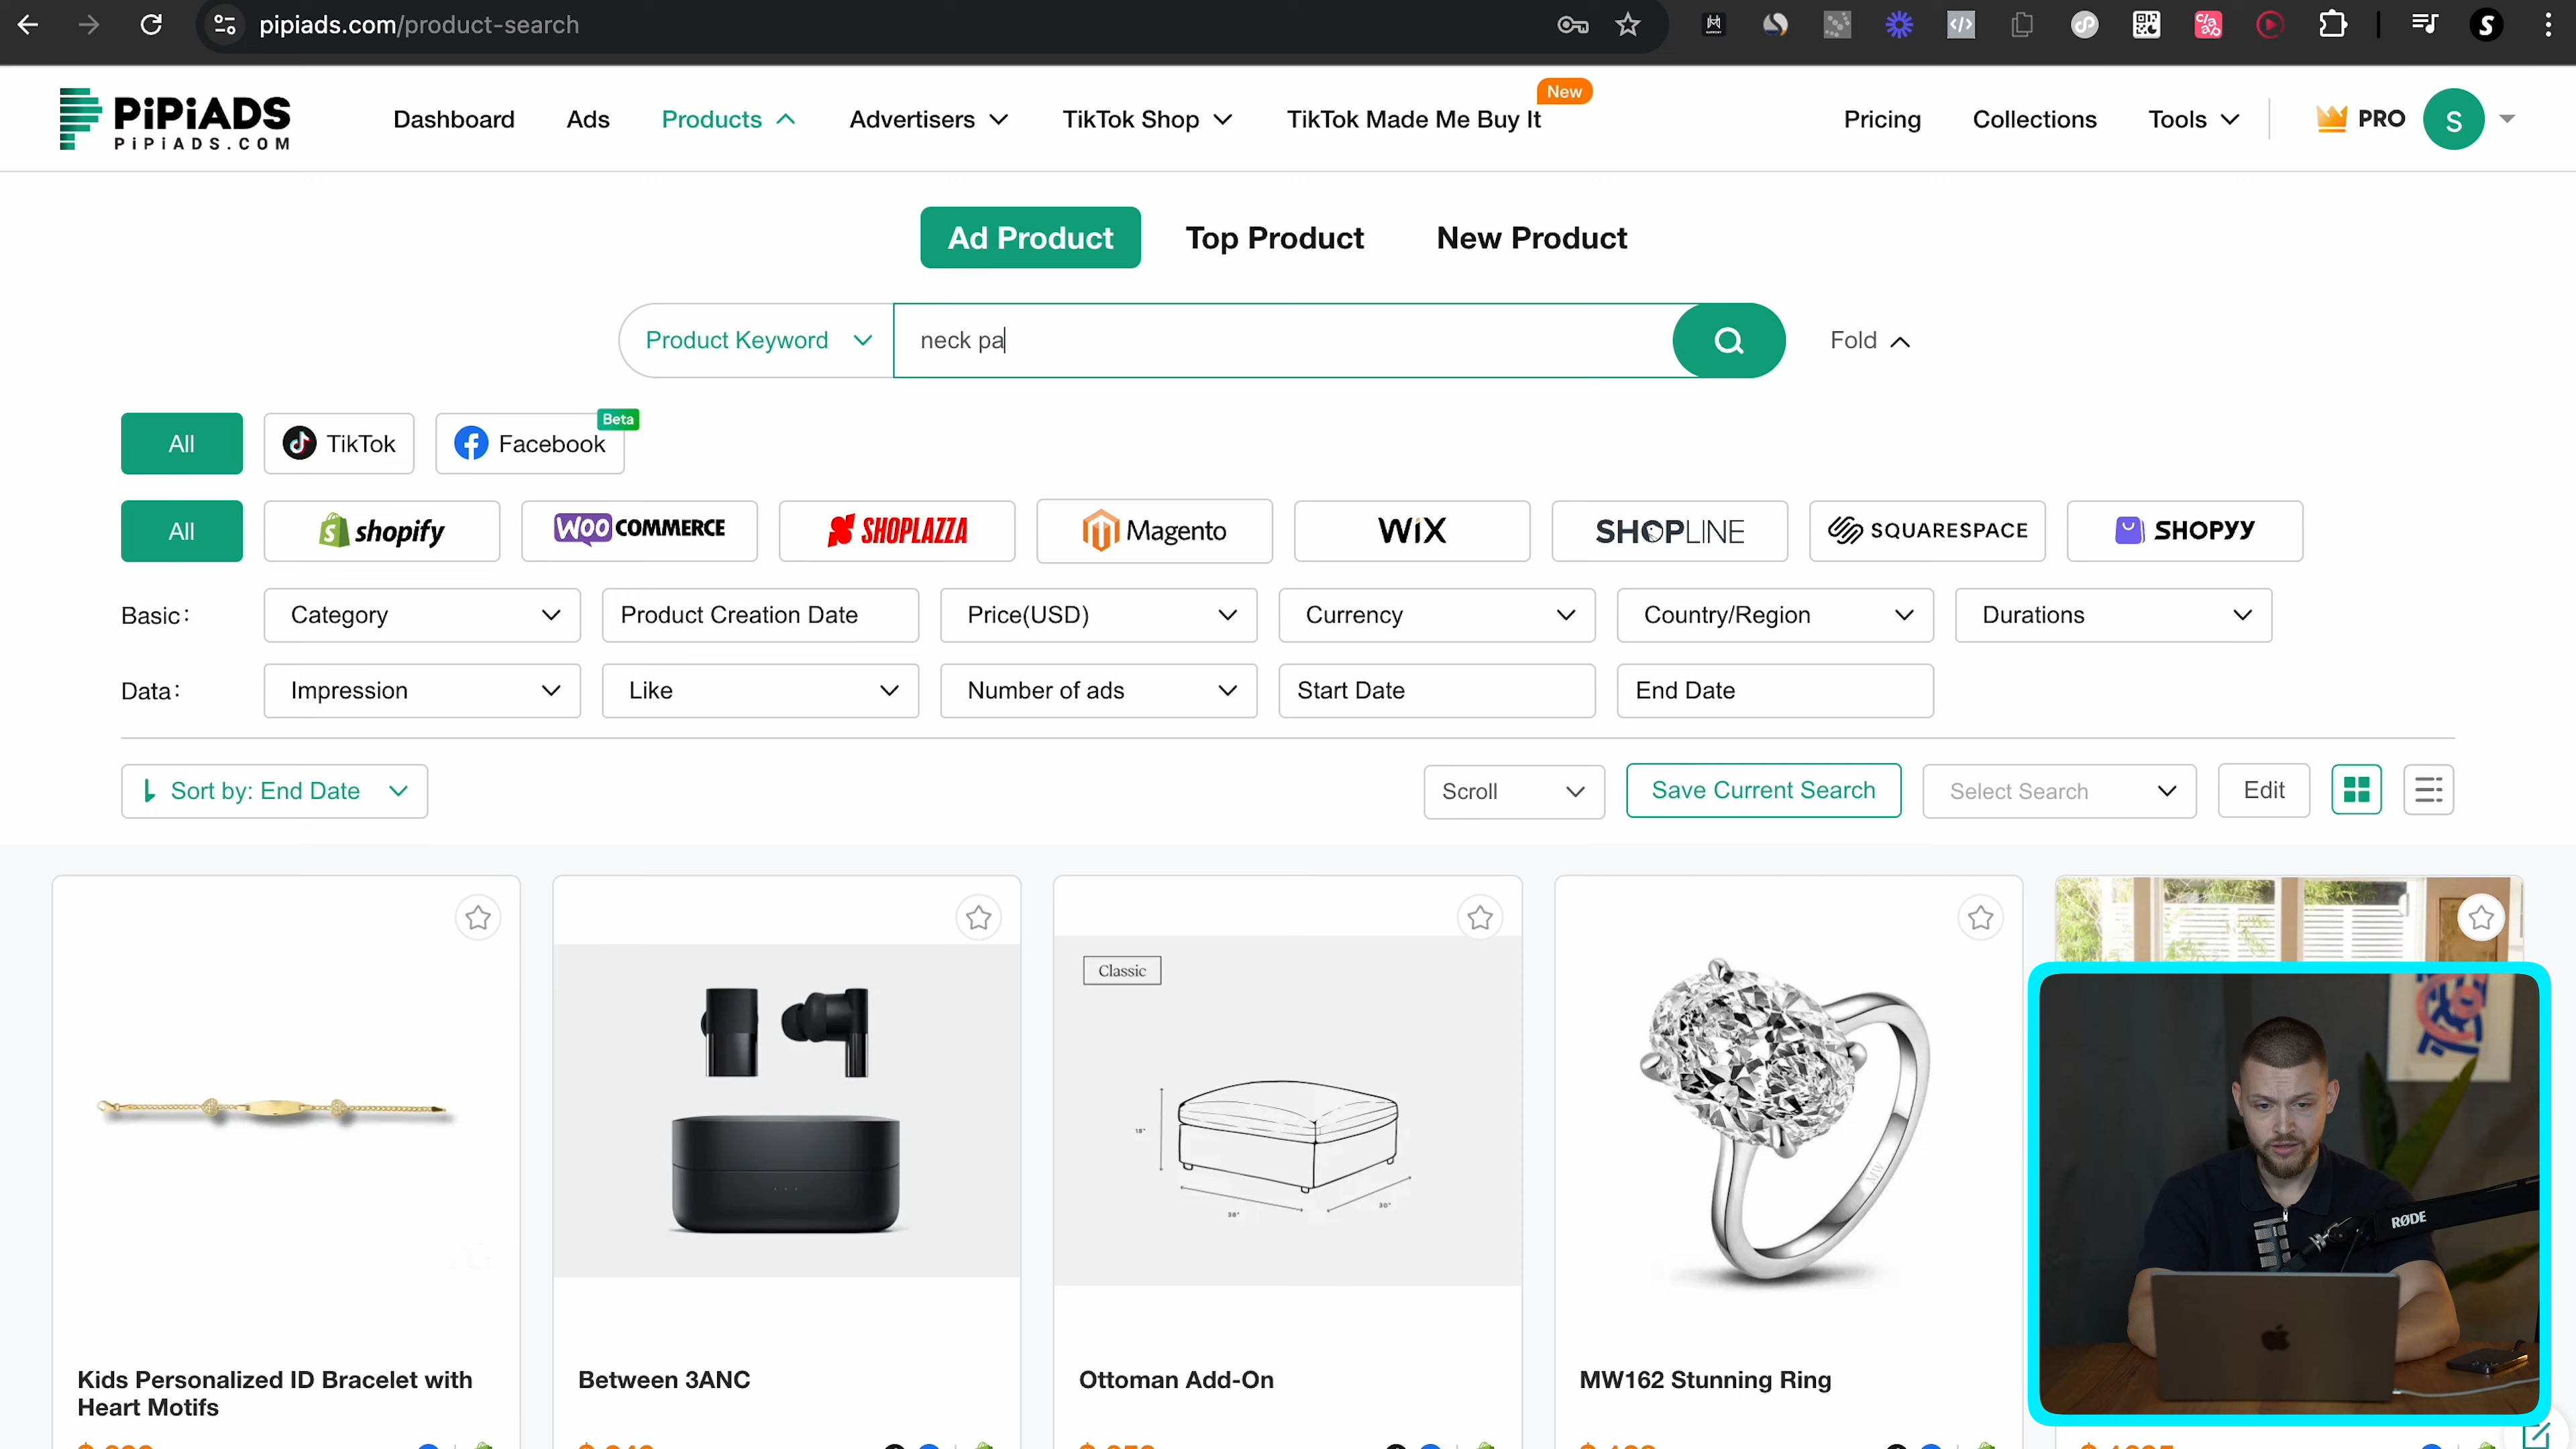 pipiads.com/product-search
PiPiADS
PiPiADS.COM
Dashboard
Ads
Products
Advertisers
TikTok Shop
TikTok Made Me Buy It
New
Pricing
Collections
Tools
PRO
S
Ad Product
Top Product
New Product
Product Keyword
neck pa
Fold
All
TikTok
Facebook
Beta
All
shopify
WOO COMMERCE
SHOPLAZZA
Magento
WiX
SHOPLINE
SQUARESPACE
SHOPYY
Basic:
Category
Product Creation Date
Price(USD)
Currency
Country/Region
Durations
Data:
Impression
Like
Number of ads
Start Date
End Date
Sort by: End Date
Scroll
Save Current Search
Select Search
Edit
Classic
18"
38"
30"
MW
RØDE
Kids Personalized ID Bracelet with
Heart Motifs
Between 3ANC
Ottoman Add-On
MW162 Stunning Ring